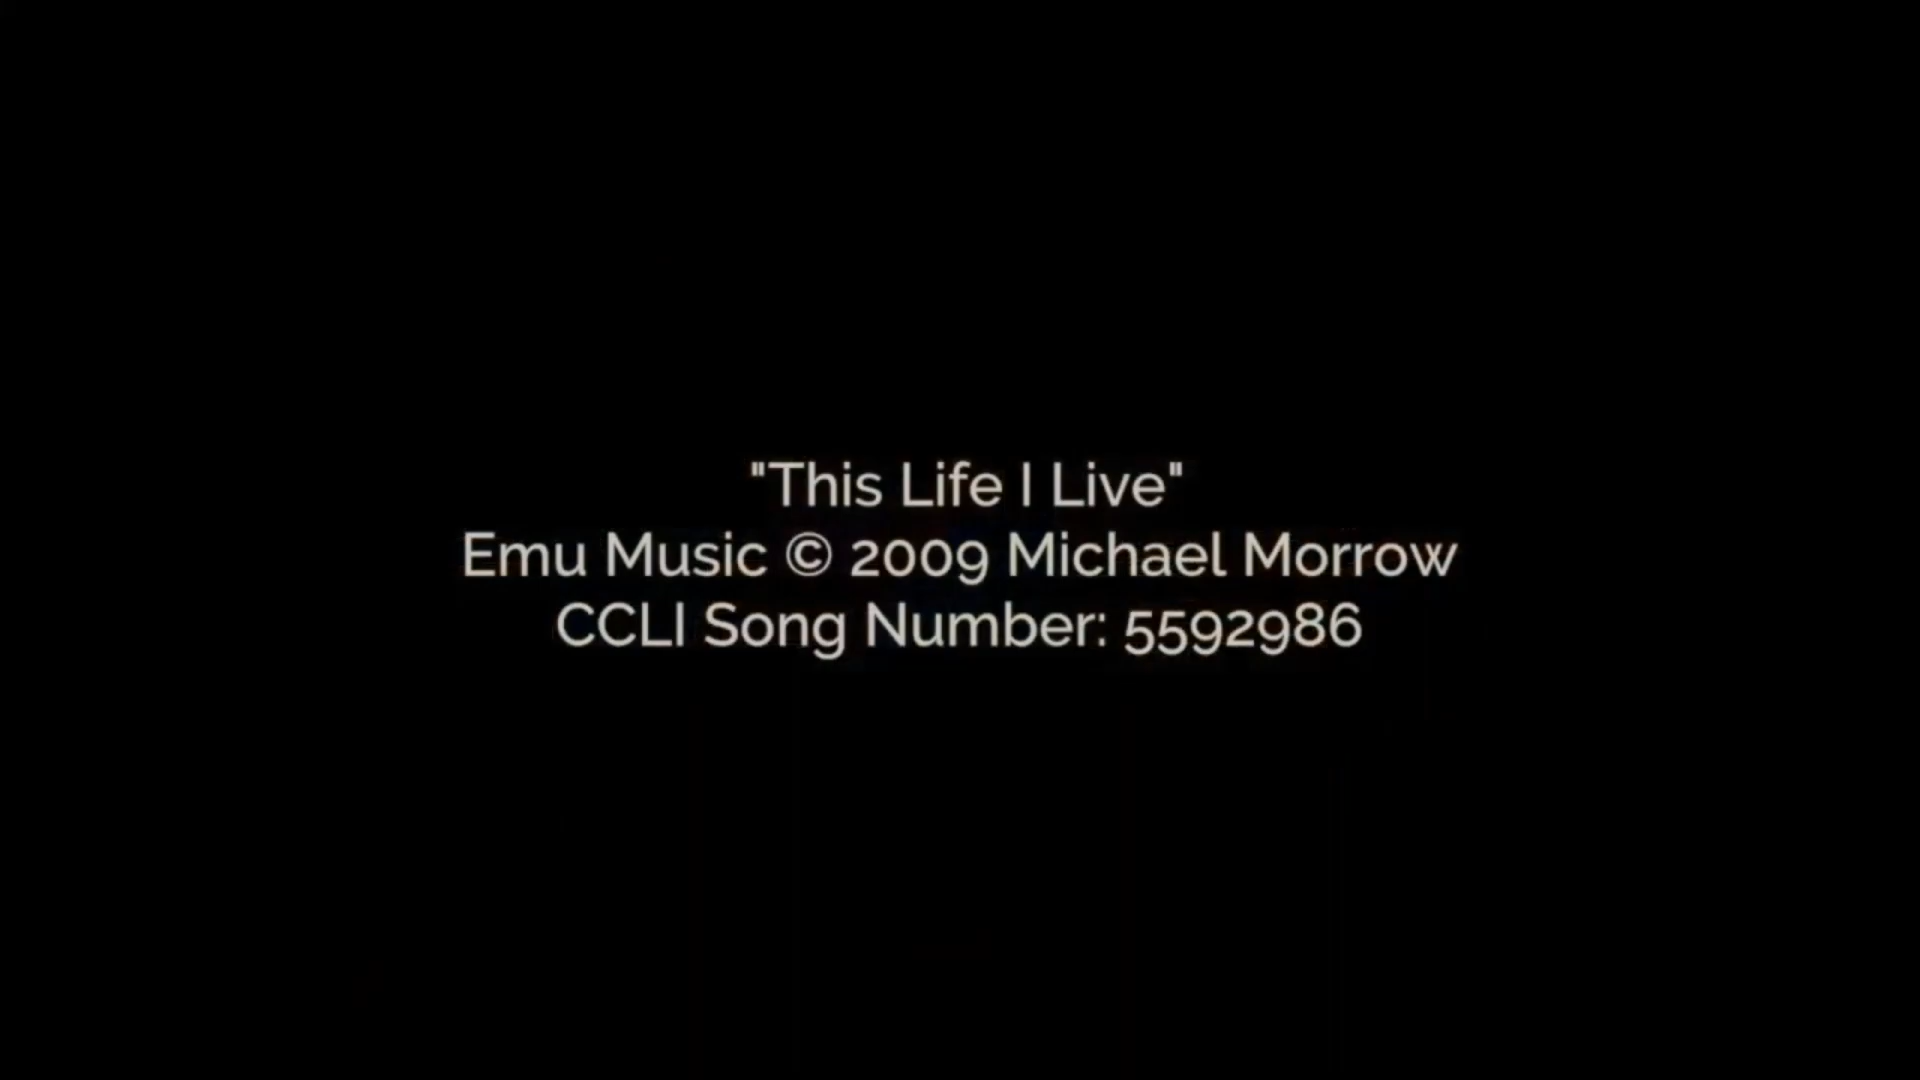 "This Life I Live"
Emu Music © 2009 Michael Morrow
CCLI Song Number: 5592986